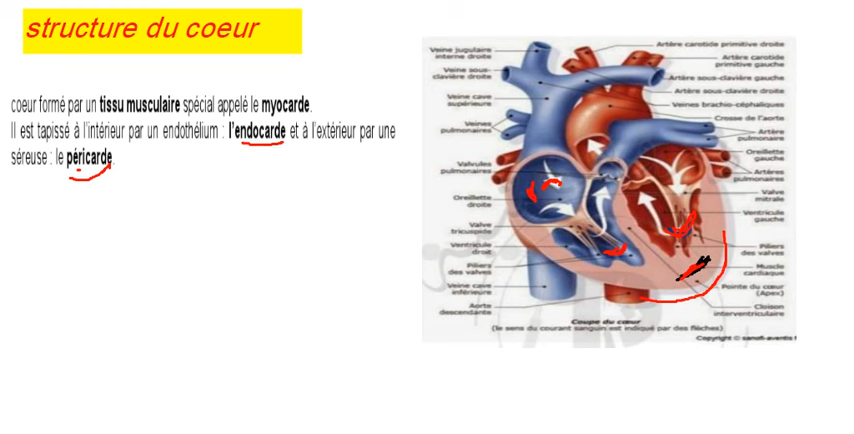 structure du coeur
coeur formé par un tissu musculaire spécial appelé le myocarde.
Il est tapissé à l'intérieur par un endothélium : l'endocarde et à l'extérieur par une
séreuse : le péricarde.
Veine jugulaire
interne droite
Veine sous-
clavière droite
Veine cave
supérieure
Veines
pulmonaires
Valvules
pulmonaires
Oreillette
droite
Valve
tricuspide
Ventricule
droit
Piliers
des valves
Veine cave
inférieure
Aorte
descendante
Artère carotide primitive droite
Artère carotide
primitive gauche
Artère sous-clavière gauche
Artère sous-clavière droite
Veines brachio-céphaliques
Crosse de l'aorte
Artère
pulmonaire
Oreillette
gauche
Artères
pulmonaires
Valve
mitrale
Ventricule
gauche
Piliers
des valves
Muscle
cardiaque
Pointe du cœur
(Apex)
Cloison
interventriculaire
Coupe du cœur
(le sens du courant sanguin est indiqué par des flèches)
Copyright © sanofi-aventis